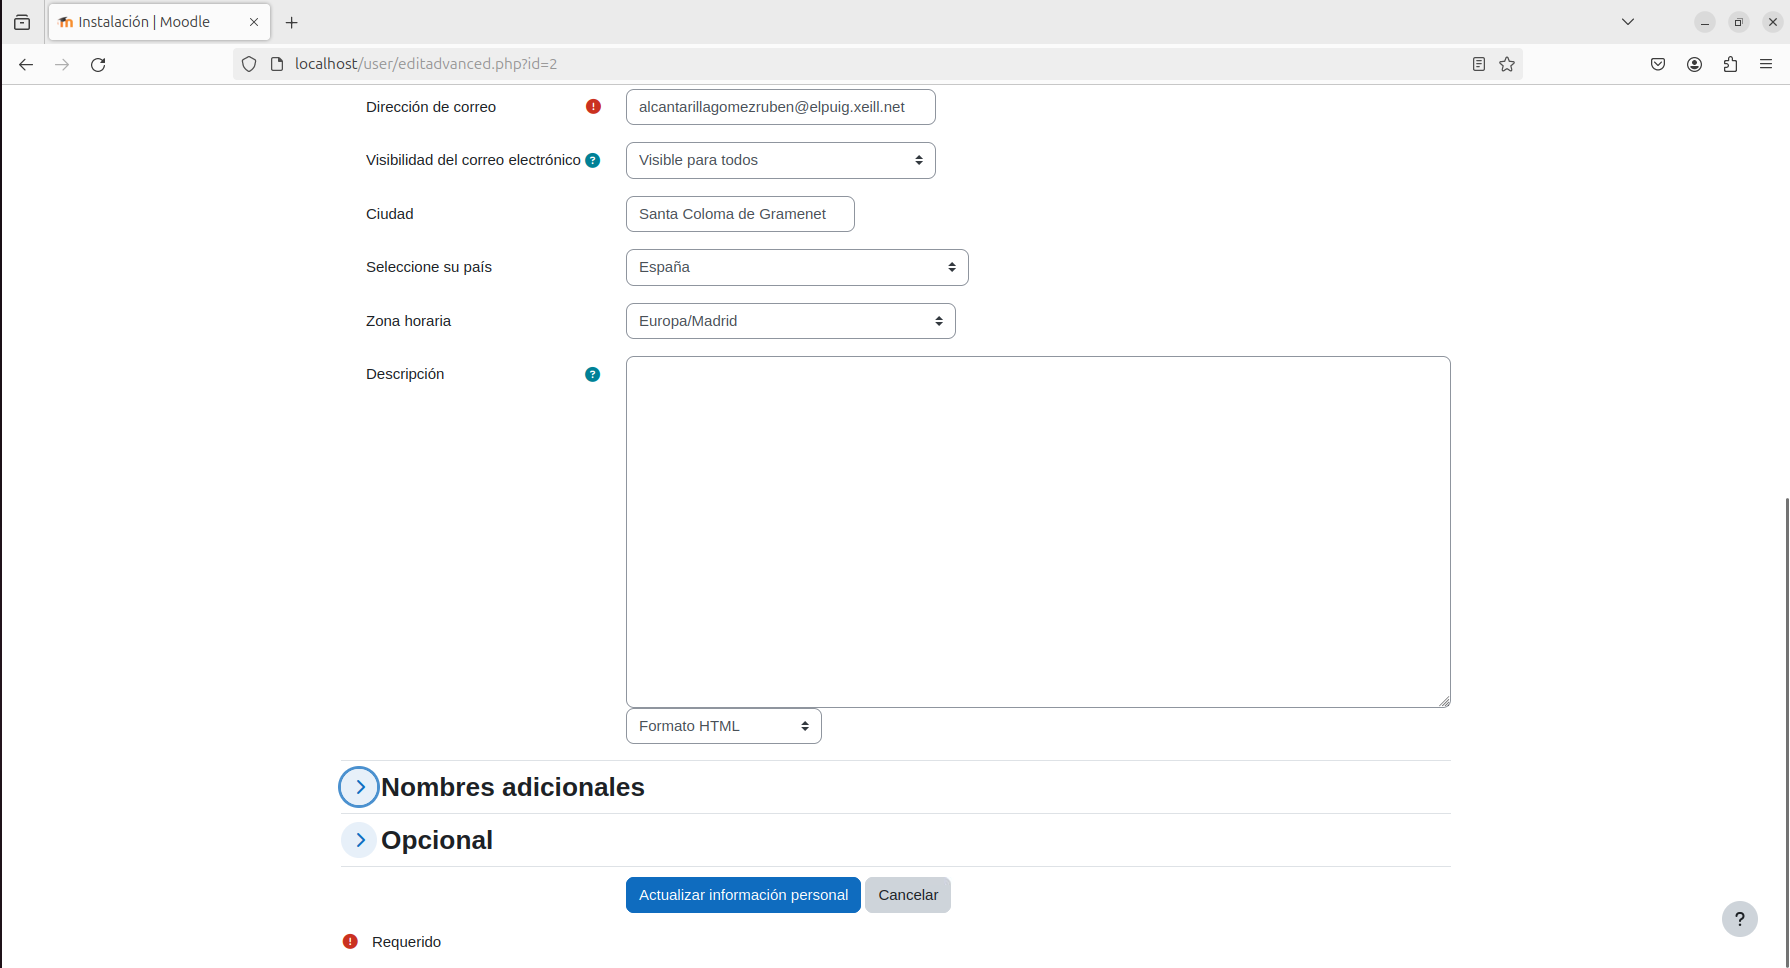 Instalación | Moodle
localhost/user/editadvanced.php?id=2
Dirección de correo
alcantarillagomezruben@elpuig.xeill.net
Visibilidad del correo electrónico
Visible para todos
Ciudad
Santa Coloma de Gramenet
Seleccione su país
España
Zona horaria
Europa/Madrid
Descripción
Formato HTML
Nombres adicionales
Opcional
Actualizar información personal
Cancelar
Requerido